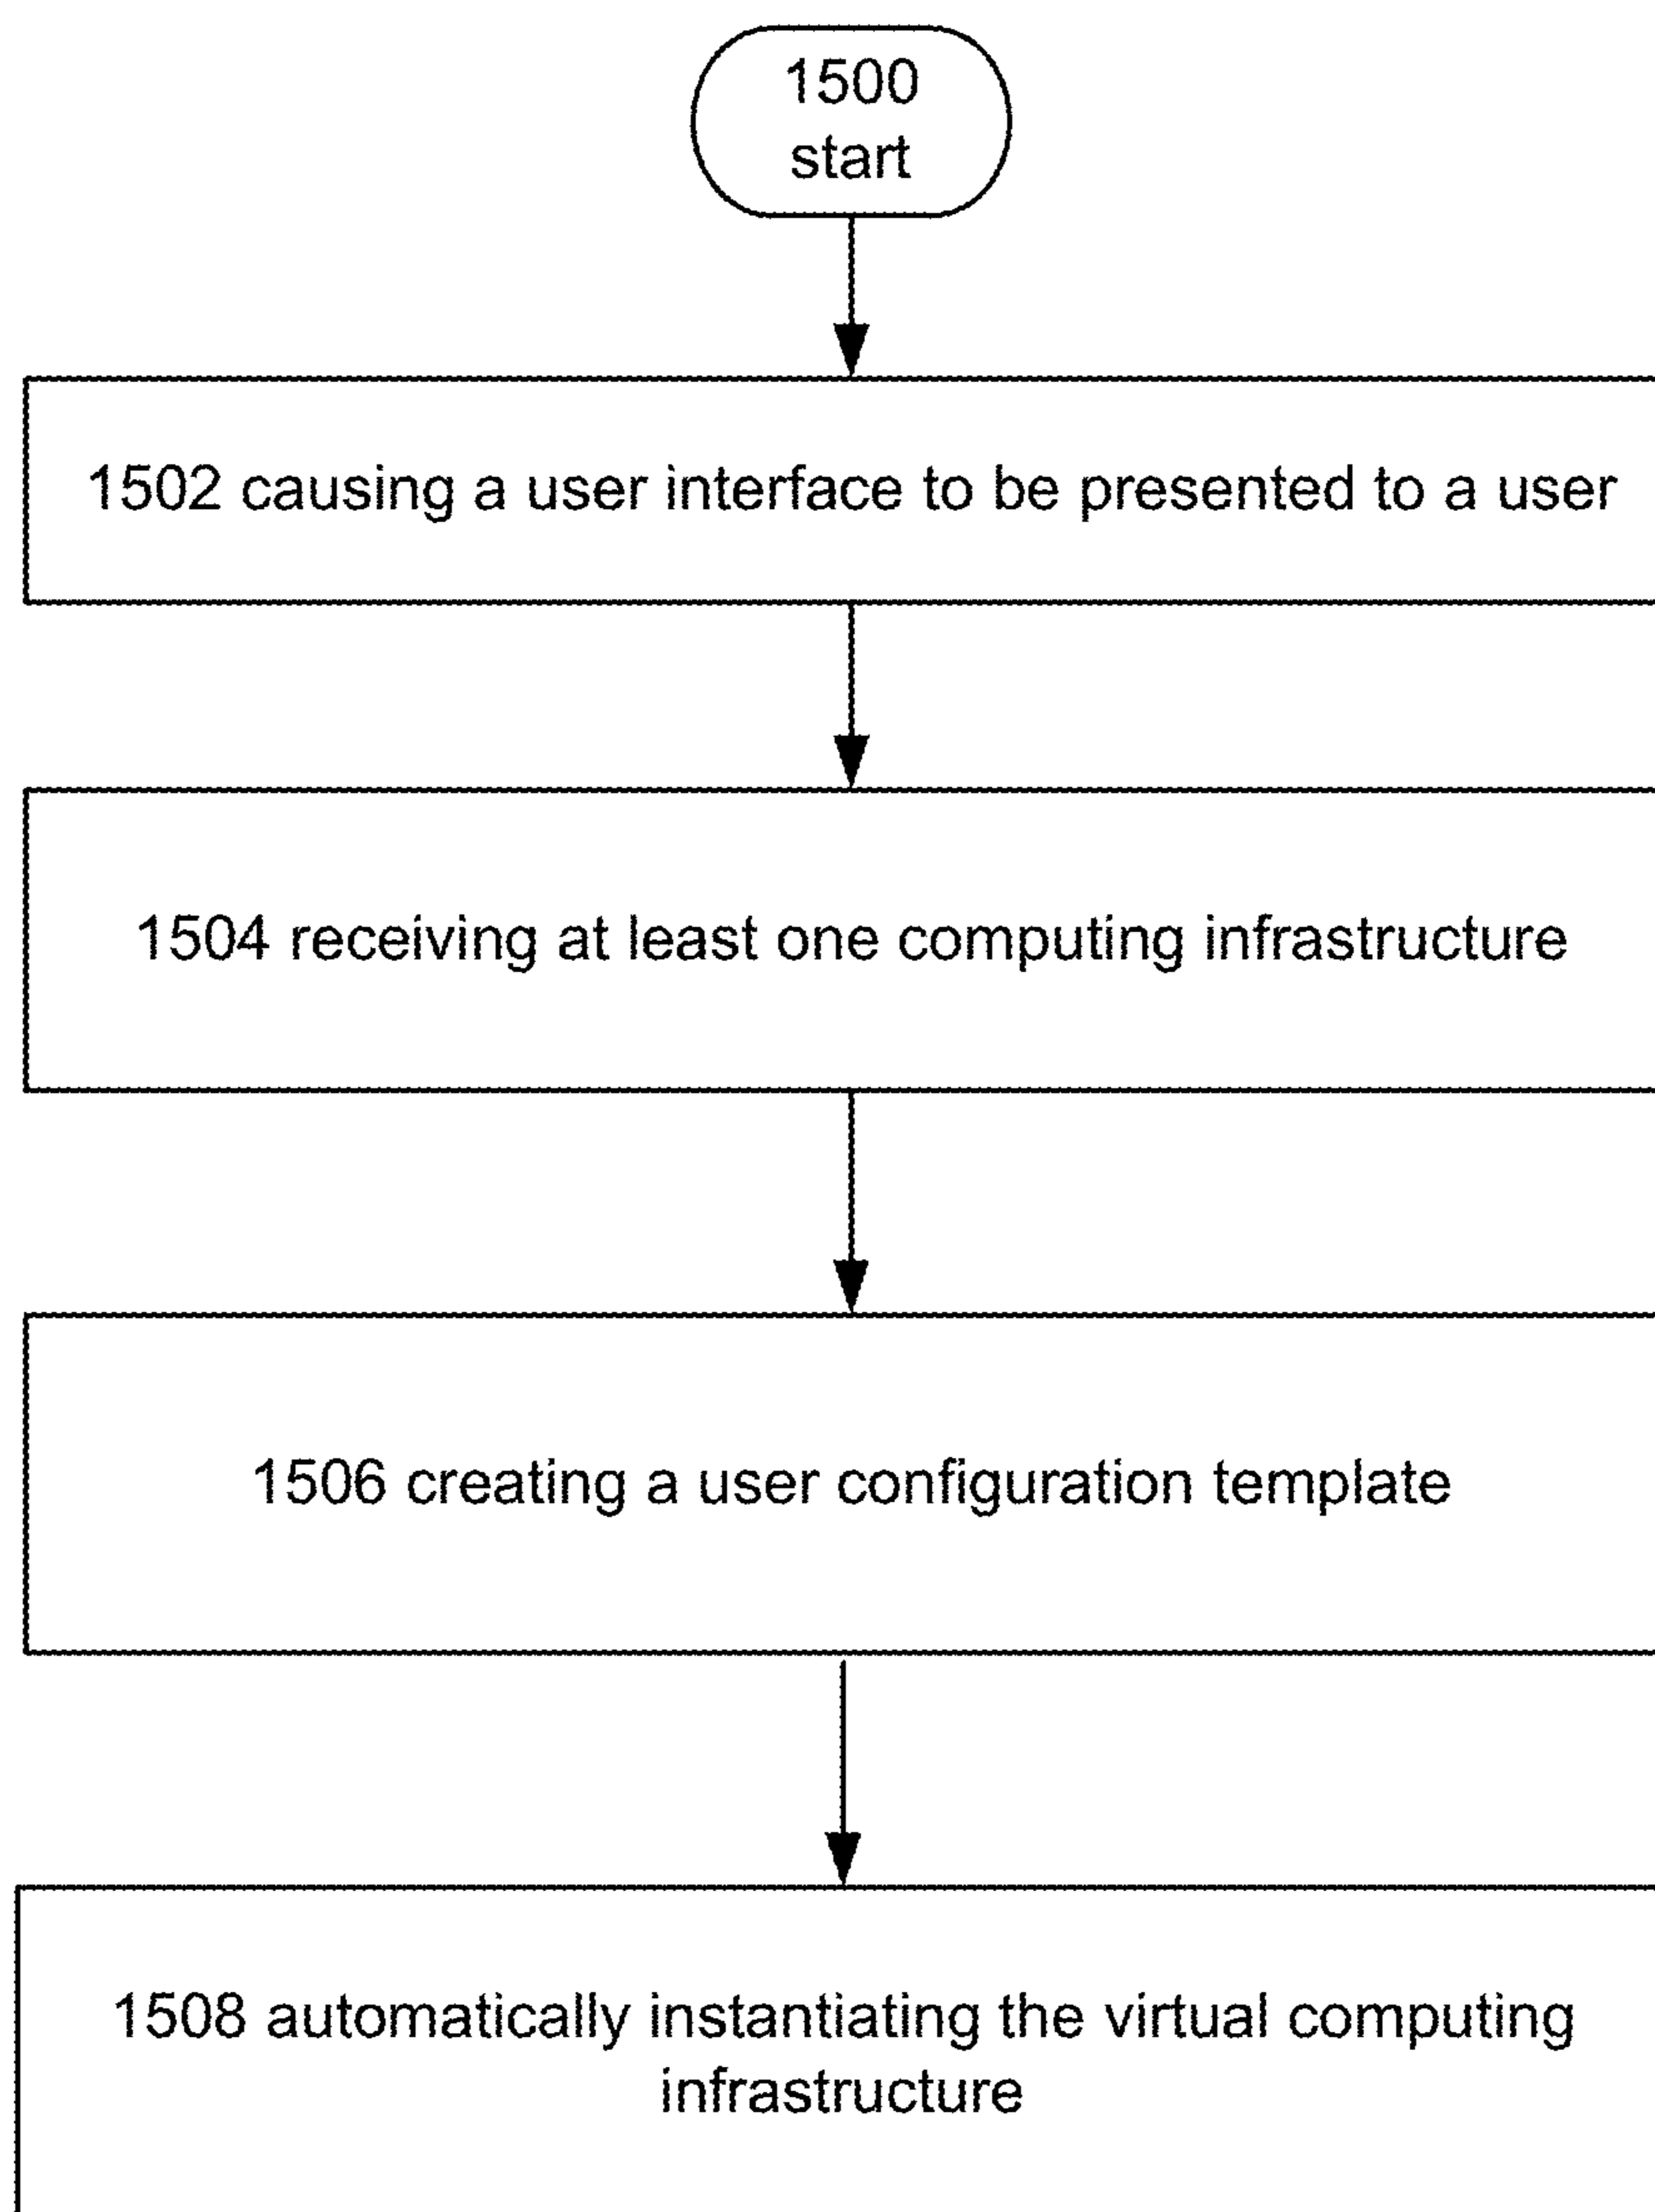 1500
start
1502 causing a user interface to be presented to a user
1504 receiving at least one computing infrastructure
1506 creating a user configuration template
1508 automatically instantiating the virtual computing
infrastructure